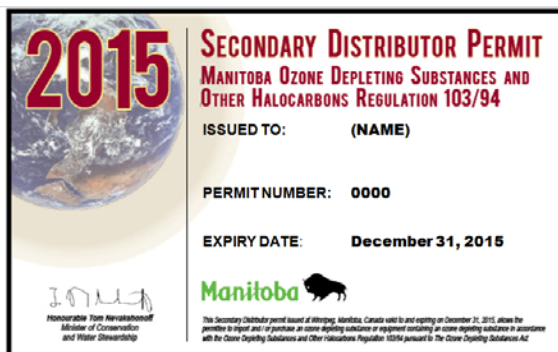 2015
SECONDARY DISTRIBUTOR PERMIT
MANITOBA OZONE DEPLETING SUBSTANCES AND
OTHER HALOCARBONS REGULATION 103/94
ISSUED TO: (NAME)
PERMIT NUMBER: 0000
EXPIRY DATE: December 31, 2015
Manitoba
Honourable Tom Nevakshonoff
Minister of Conservation
and Water Stewardship
This Secondary Distributor permit issued at Winnipeg, Manitoba, Canada valid to and expiring on December 31, 2015, allows the
permittee to import and / or purchase an ozone depleting substance or equipment containing an ozone depleting substance in accordance
with the Ozone Depleting Substances and Other Halocarbons Regulation 103/94 pursuant to The Ozone Depleting Substances Act